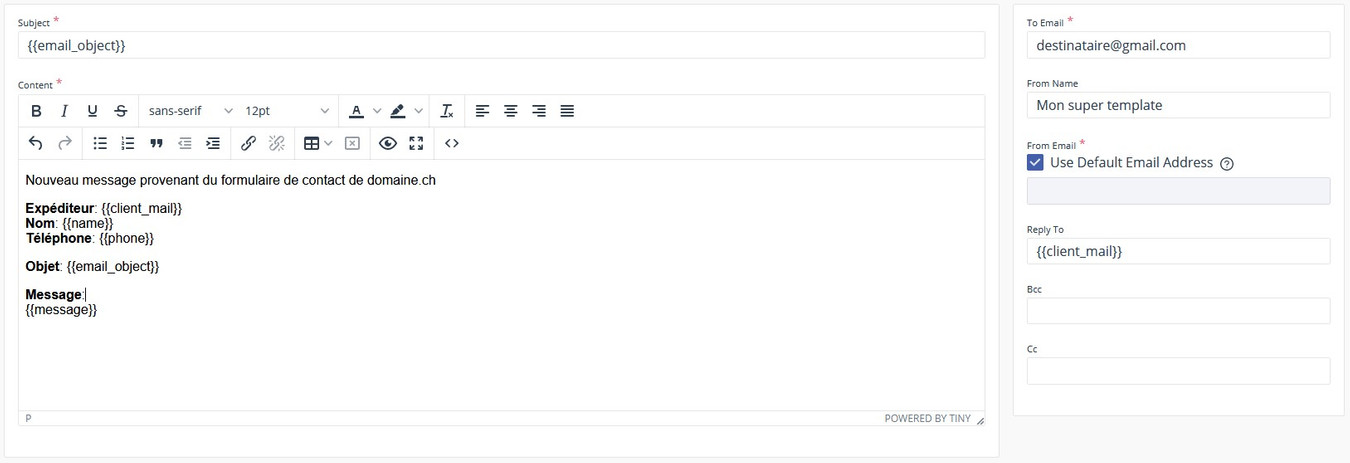 Subject *
{{email_object}}
Content *
B I U S sans-serif 12pt A
Nouveau message provenant du formulaire de contact de domaine.ch
Expéditeur: {{client_mail}}
Nom: {{name}}
Téléphone: {{phone}}
Objet: {{email_object}}
Message:
{{message}}
P POWERED BY TINY
To Email *
destinataire@gmail.com
From Name
Mon super template
From Email *
Use Default Email Address
Reply To
{{client_mail}}
Bcc
Cc